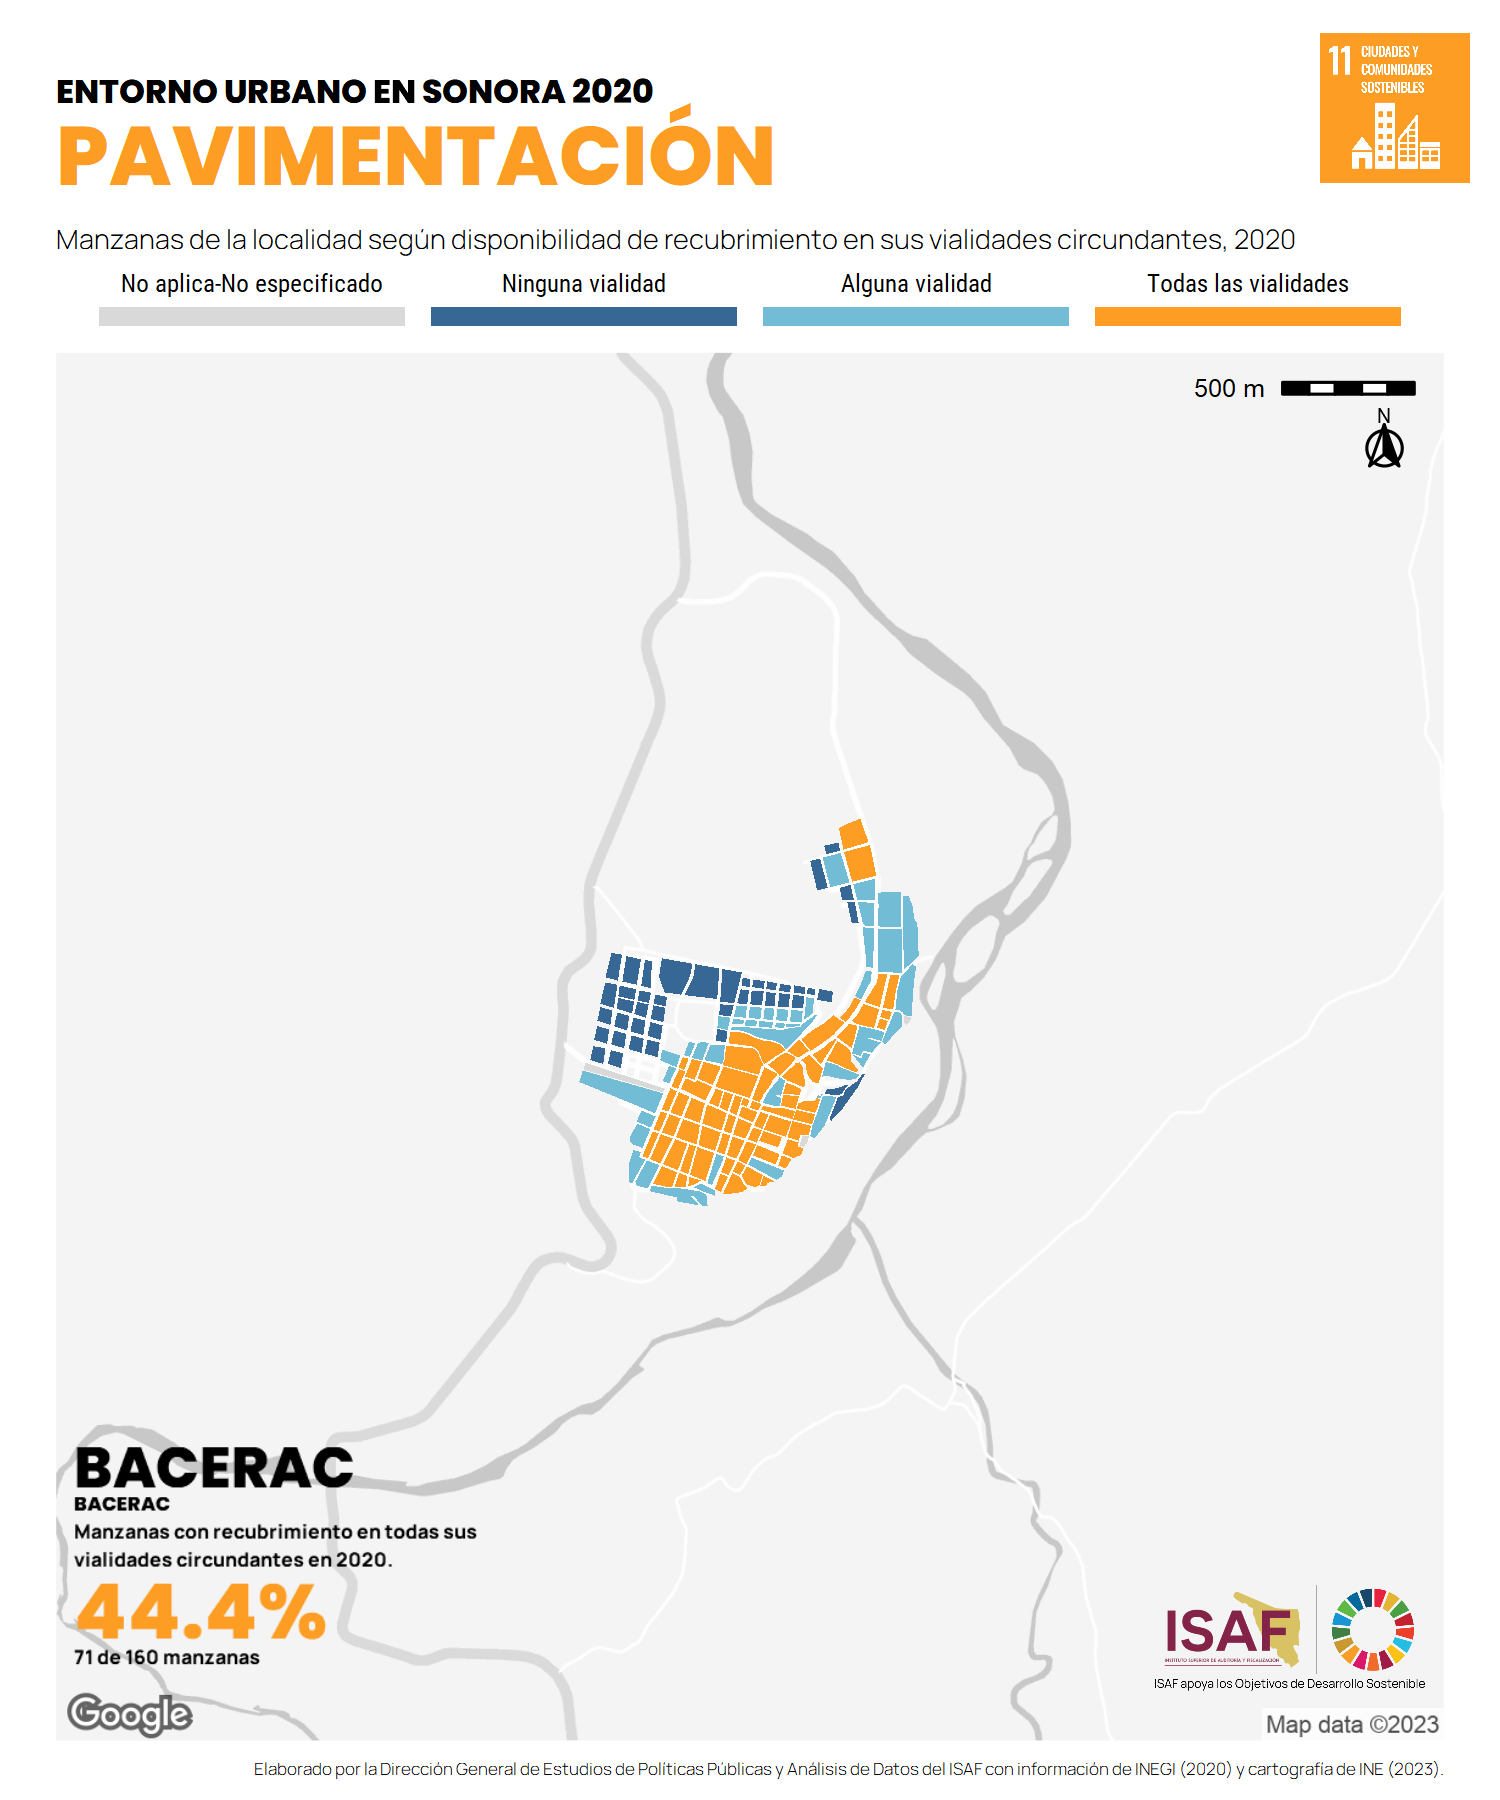 11 CIUDADES Y
COMUNIDADES
SOSTENIBLES
ENTORNO URBANO EN SONORA 2020
PAVIMENTACIÓN
Manzanas de la localidad según disponibilidad de recubrimiento en sus vialidades circundantes, 2020
No aplica-No especificado Ninguna vialidad Alguna vialidad Todas las vialidades
500 m
N
BACERAC
BACERAC
Manzanas con recubrimiento en todas sus
vialidades circundantes en 2020.
44.4%
71 de 160 manzanas
Google
ISAF
INSTITUTO SUPERIOR DE AUDITORÍA Y FISCALIZACIÓN
ISAF apoya los Objetivos de Desarrollo Sostenible
Map data ©2023
Elaborado por la Dirección General de Estudios de Políticas Públicas y Análisis de Datos del ISAF con información de INEGI (2020) y cartografía de INE (2023).